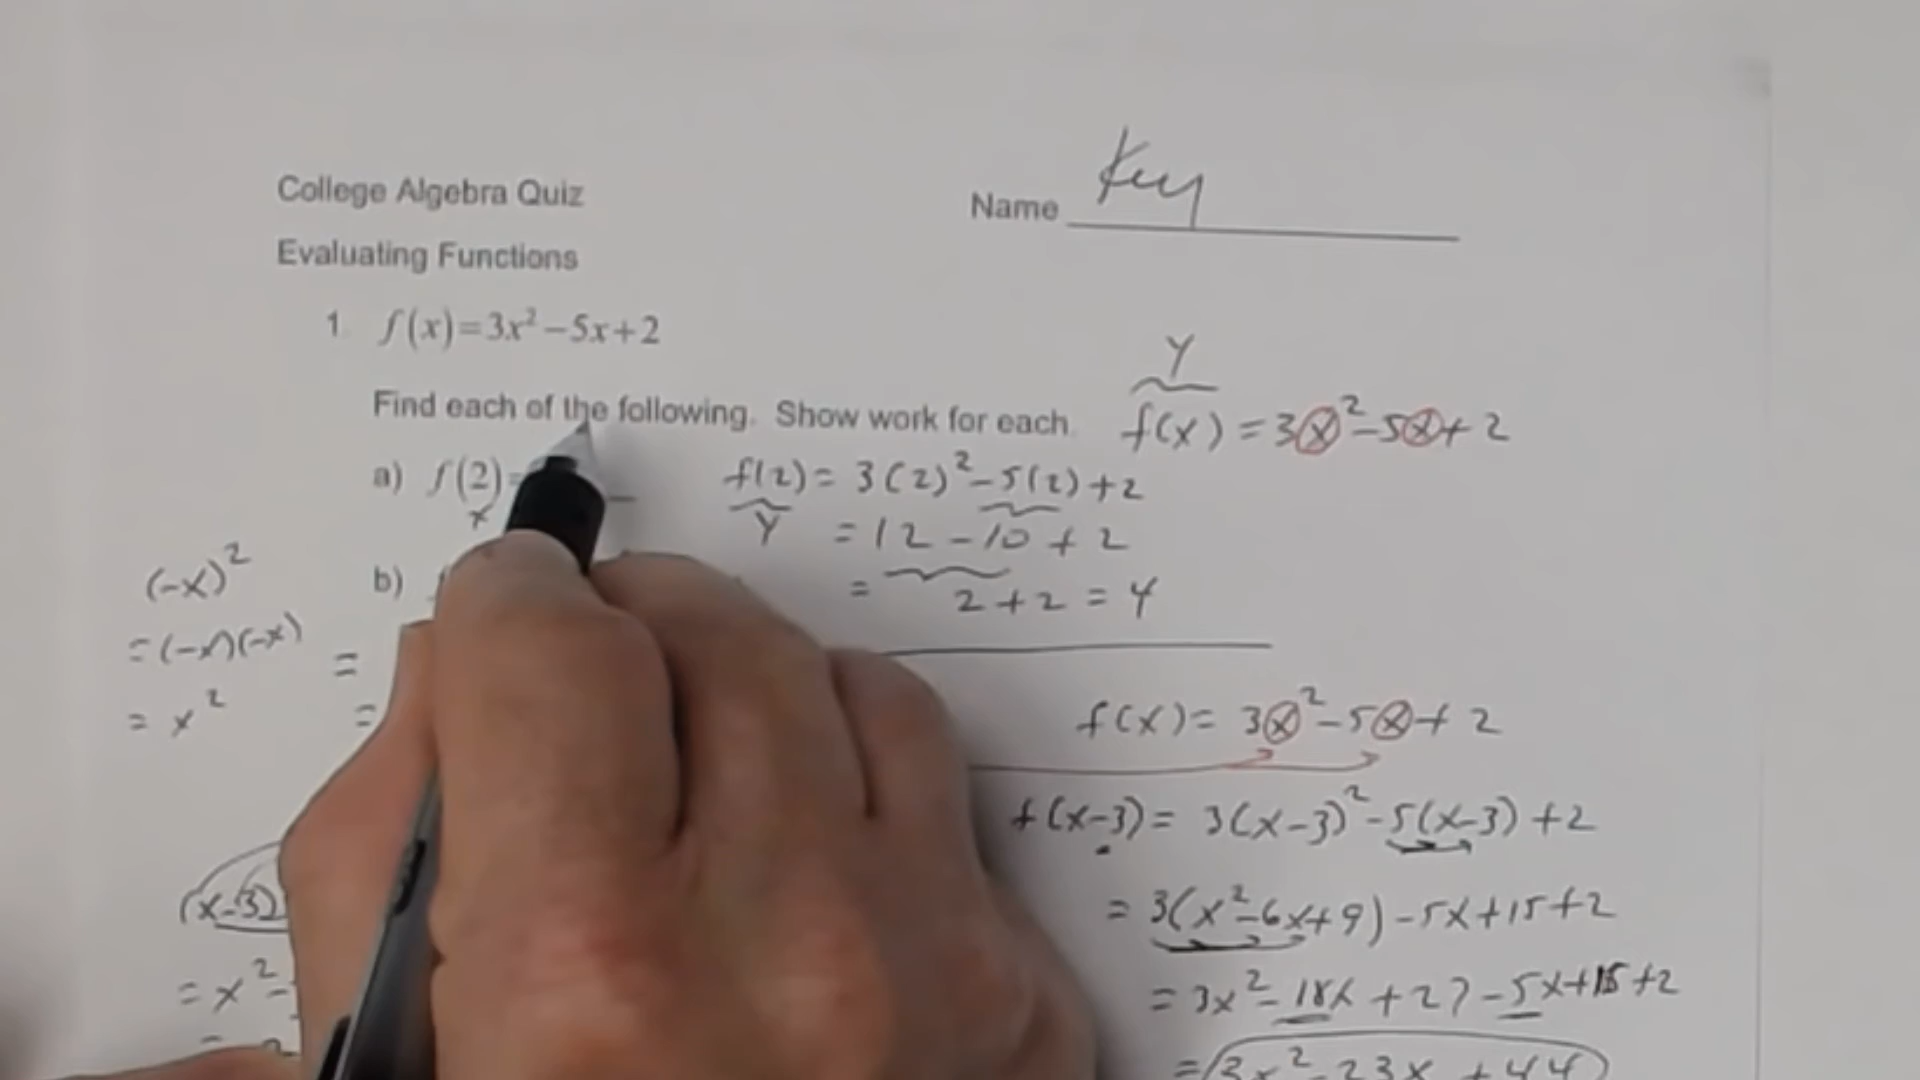 College Algebra Quiz
Name Key
Evaluating Functions
1. f(x)=3x²−5x+2
Y
Find each of the following. Show work for each.
f(x) = 3x²-5x+2
a) f(2)=
x
f(2) = 3(2)²-5(2)+2
Y = 12-10+2
= 2+2 = 4
b)
(-x)²
=(-x)(-x)
= x²
=
=
f(x) = 3x²-5x+2
f(x-3) = 3(x-3)²-5(x-3)+2
= 3(x²-6x+9)-5x+15+2
= 3x²-18x+27-5x+15+2
= 3x²-23x+44
(x-3)
= x²-